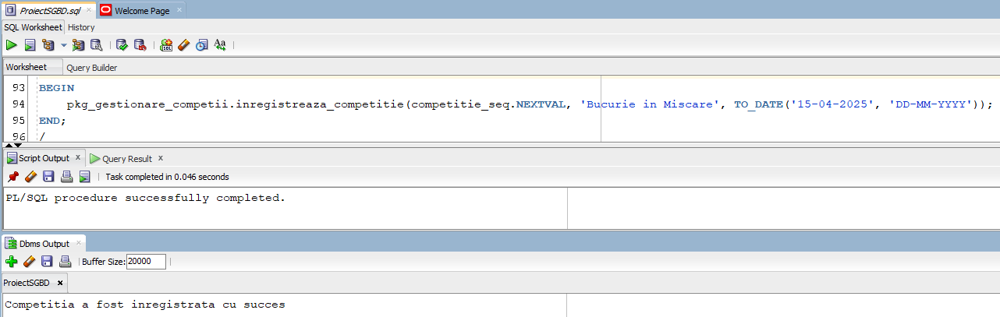 ProiectSGBD.sql × Welcome Page ×
SQL Worksheet History
SQL Aa
Worksheet Query Builder
93 BEGIN
94 pkg_gestionare_competii.inregistreaza_competitie(competitie_seq.NEXTVAL, 'Bucurie in Miscare', TO_DATE('15-04-2025', 'DD-MM-YYYY'));
95 END;
96 /
Script Output × Query Result ×
Task completed in 0.046 seconds
PL/SQL procedure successfully completed.
Dbms Output ×
Buffer Size: 20000
ProiectSGBD ×
Competitia a fost inregistrata cu succes